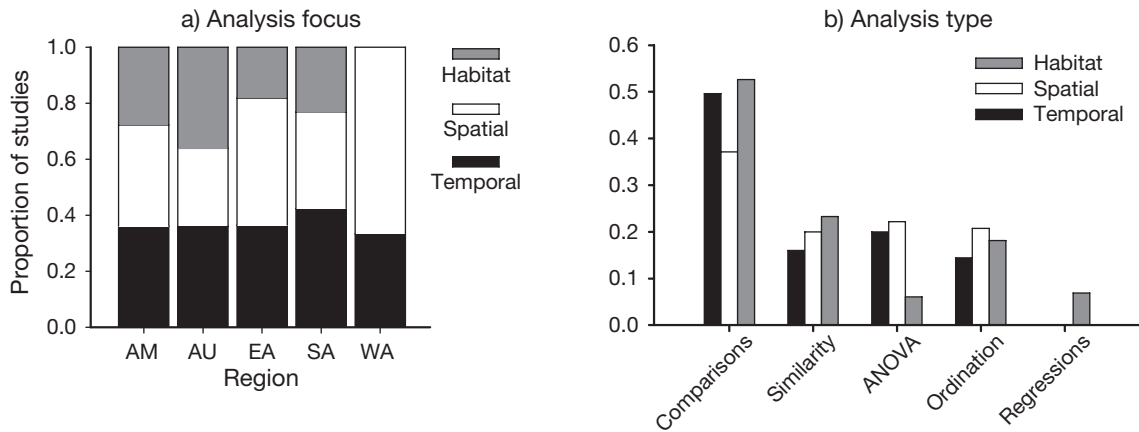 a) Analysis focus
Proportion of studies
1.0
0.8
0.6
0.4
0.2
0.0
AM AU EA SA WA
Region
Habitat
Spatial
Temporal
b) Analysis type
0.6
0.5
0.4
0.3
0.2
0.1
0.0
Habitat
Spatial
Temporal
Comparisons
Similarity
ANOVA
Ordination
Regressions